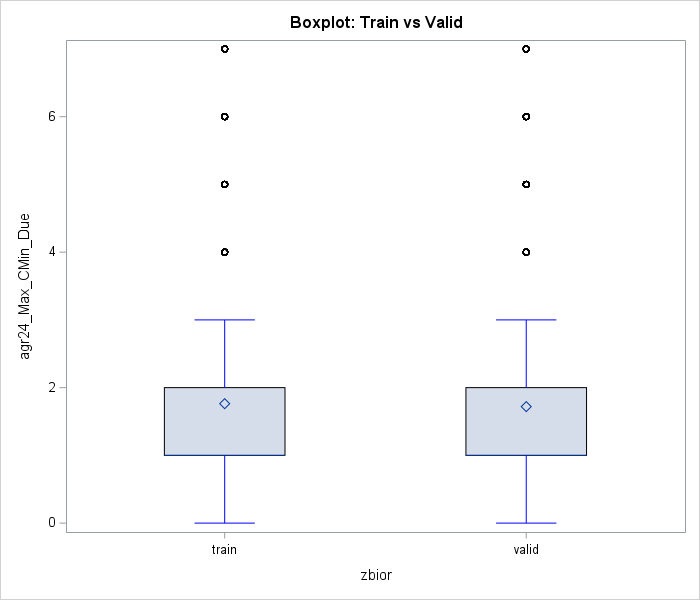 Boxplot: Train vs Valid
agr24_Max_CMin_Due
6
4
2
0
train valid
zbior